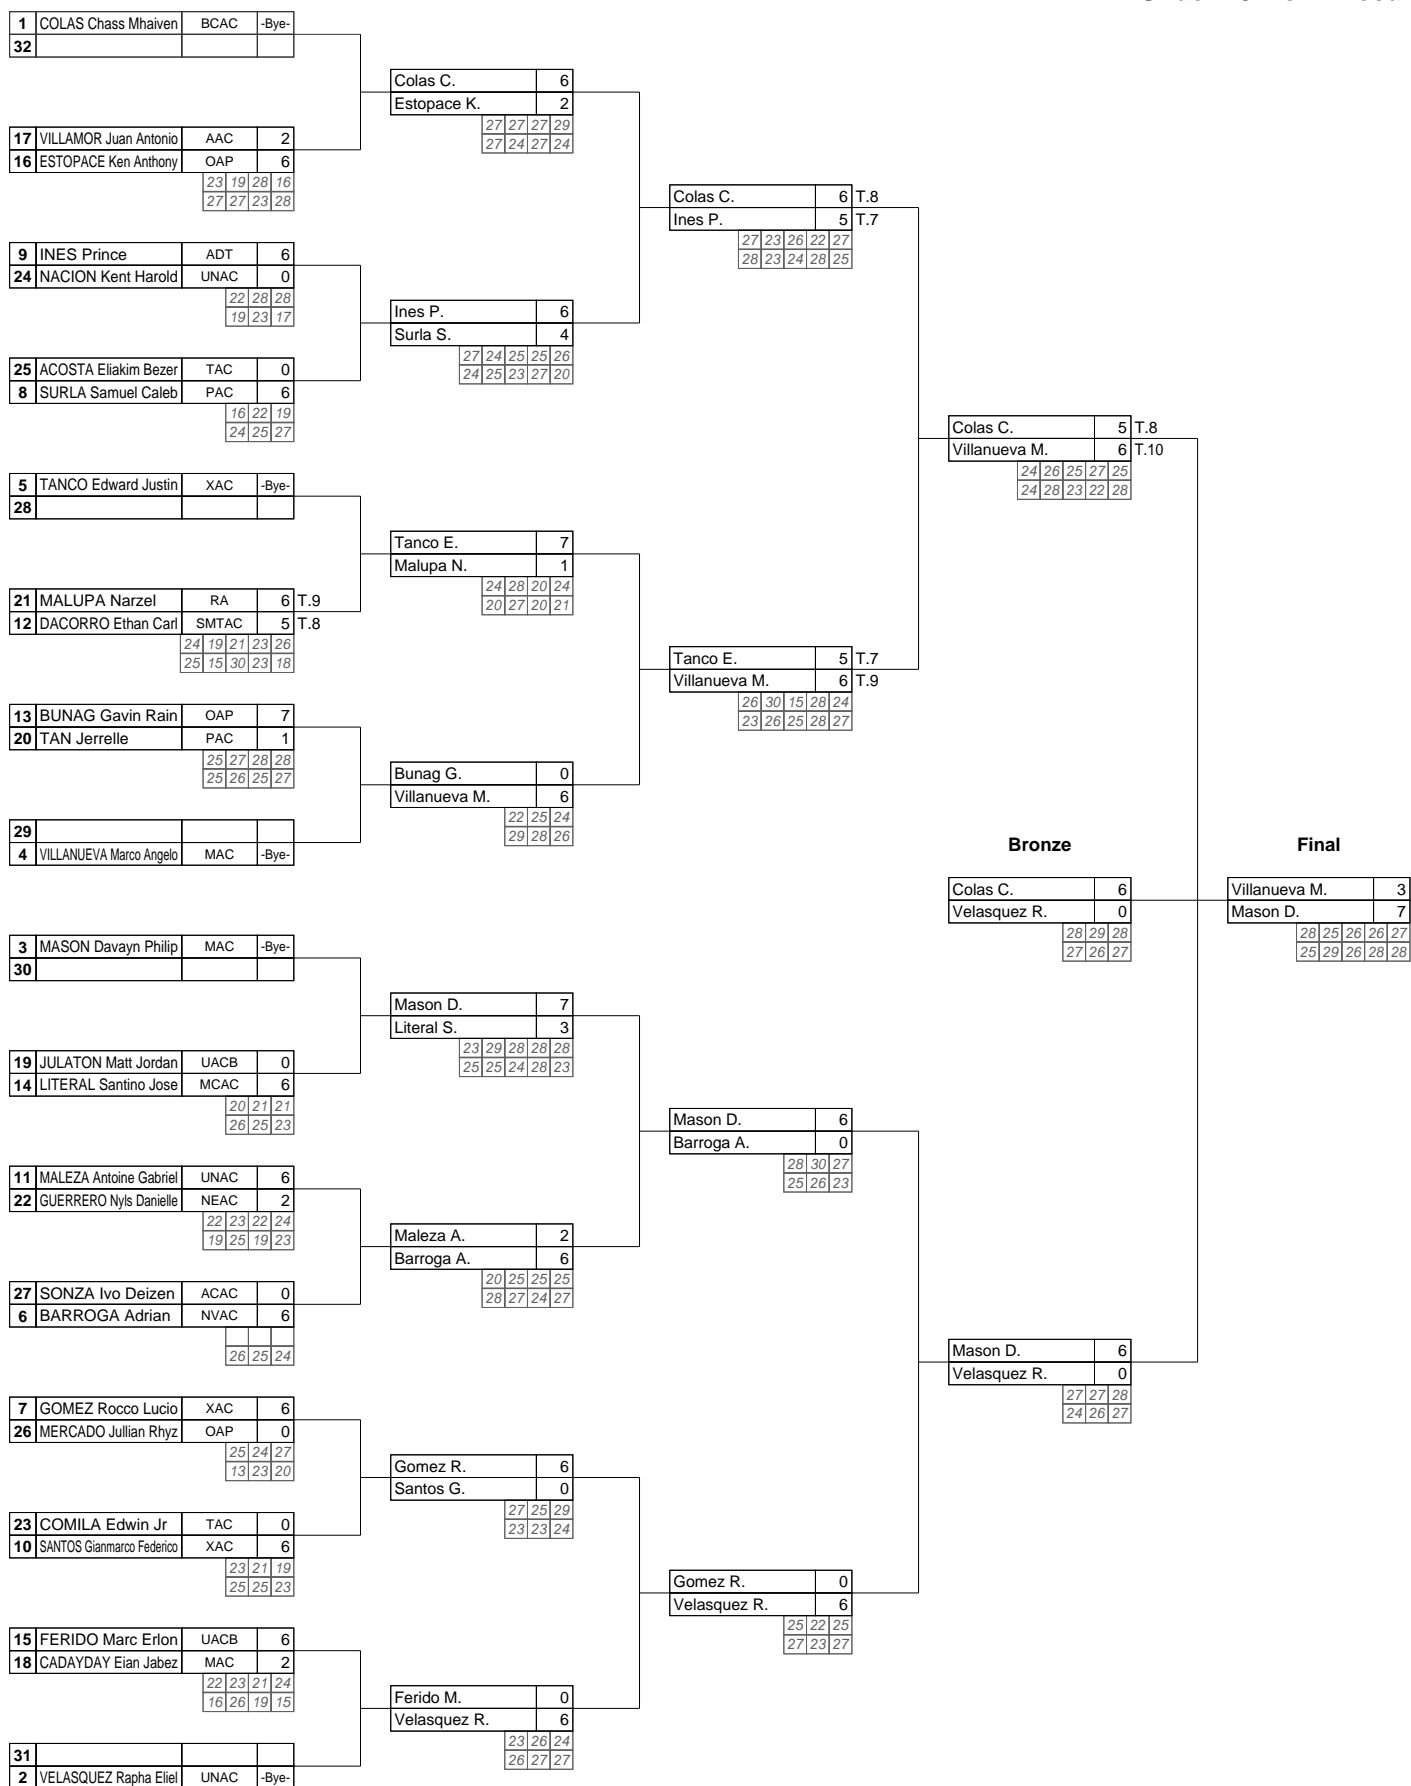 1 COLAS Chass Mhaiven BCAC -Bye-
32
Colas C. 6
Estopace K. 2
27 27 27 29
27 24 27 24
17 VILLAMOR Juan Antonio AAC 2
16 ESTOPACE Ken Anthony OAP 6
23 19 28 16
27 27 23 28
Colas C. 6 T.8
Ines P. 5 T.7
27 23 26 22 27
28 23 24 28 25
9 INES Prince ADT 6
24 NACION Kent Harold UNAC 0
22 28 28
19 23 17
Ines P. 6
Surla S. 4
27 24 25 25 26
24 25 23 27 20
25 ACOSTA Eliakim Bezer TAC 0
8 SURLA Samuel Caleb PAC 6
16 22 19
24 25 27
Colas C. 5 T.8
Villanueva M. 6 T.10
24 26 25 27 25
24 28 23 22 28
5 TANCO Edward Justin XAC -Bye-
28
Tanco E. 7
Malupa N. 1
24 28 20 24
20 27 20 21
21 MALUPA Narzel RA 6 T.9
12 DACORRO Ethan Carl SMTAC 5 T.8
24 19 21 23 26
25 15 30 23 18
Tanco E. 5 T.7
Villanueva M. 6 T.9
26 30 15 28 24
23 26 25 28 27
13 BUNAG Gavin Rain OAP 7
20 TAN Jerrelle PAC 1
25 27 28 28
25 26 25 27
Bunag G. 0
Villanueva M. 6
22 25 24
29 28 26
29
4 VILLANUEVA Marco Angelo MAC -Bye-
Bronze Final
Colas C. 6
Velasquez R. 0
28 29 28
27 26 27
Villanueva M. 3
Mason D. 7
28 25 26 26 27
25 29 26 28 28
3 MASON Davayn Philip MAC -Bye-
30
Mason D. 7
Literal S. 3
23 29 28 28 28
25 25 24 28 23
19 JULATON Matt Jordan UACB 0
14 LITERAL Santino Jose MCAC 6
20 21 21
26 25 23
Mason D. 6
Barroga A. 0
28 30 27
25 26 23
11 MALEZA Antoine Gabriel UNAC 6
22 GUERRERO Nyls Danielle NEAC 2
22 23 22 24
19 25 19 23
Maleza A. 2
Barroga A. 6
20 25 25 25
28 27 24 27
27 SONZA Ivo Deizen ACAC 0
6 BARROGA Adrian NVAC 6
26 25 24
Mason D. 6
Velasquez R. 0
27 27 28
24 26 27
7 GOMEZ Rocco Lucio XAC 6
26 MERCADO Jullian Rhyz OAP 0
25 24 27
13 23 20
Gomez R. 6
Santos G. 0
27 25 29
23 23 24
23 COMILA Edwin Jr TAC 0
10 SANTOS Gianmarco Federico XAC 6
23 21 19
25 25 23
Gomez R. 0
Velasquez R. 6
25 22 25
27 23 27
15 FERIDO Marc Erlon UACB 6
18 CADAYDAY Eian Jabez MAC 2
22 23 21 24
16 26 19 15
Ferido M. 0
Velasquez R. 6
23 26 24
26 27 27
31
2 VELASQUEZ Rapha Eliel UNAC -Bye-